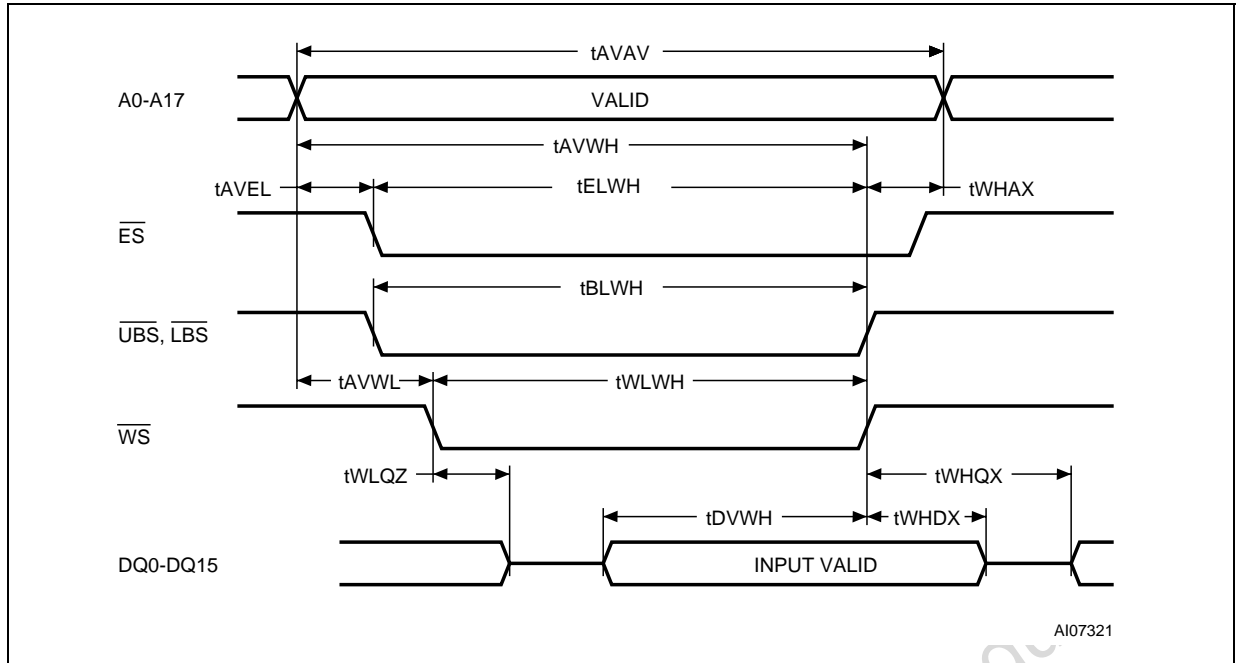 tAVAV
A0-A17
VALID
tAVWH
tAVEL
tELWH
tWHAX
ES
tBLWH
UBS, LBS
tAVWL
tWLWH
WS
tWLQZ
tWHQX
tDVWH
tWHDX
DQ0-DQ15
INPUT VALID
AI07321